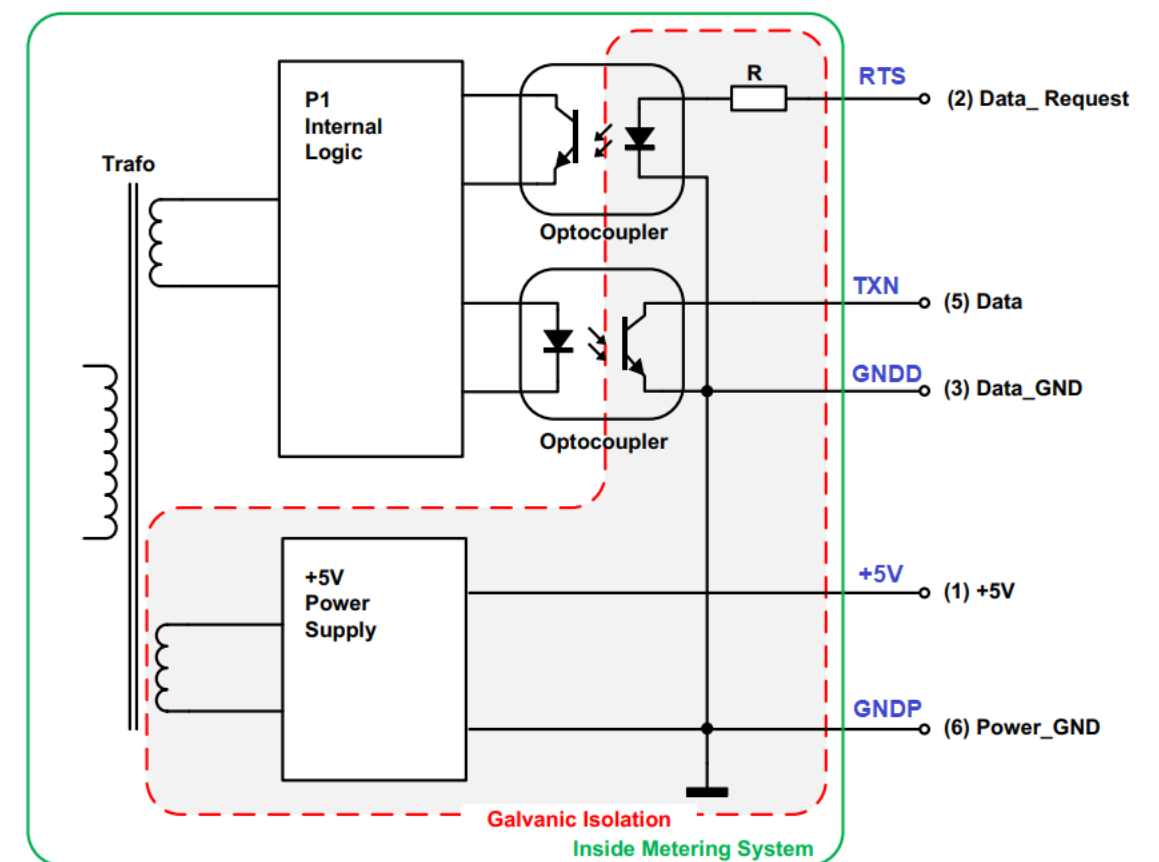 R
RTS
(2) Data_ Request
P1
Internal
Logic
Trafo
Optocoupler
TXN
(5) Data
GNDD
(3) Data_GND
Optocoupler
+5V
Power
Supply
+5V
(1) +5V
GNDP
(6) Power_GND
Galvanic Isolation
Inside Metering System